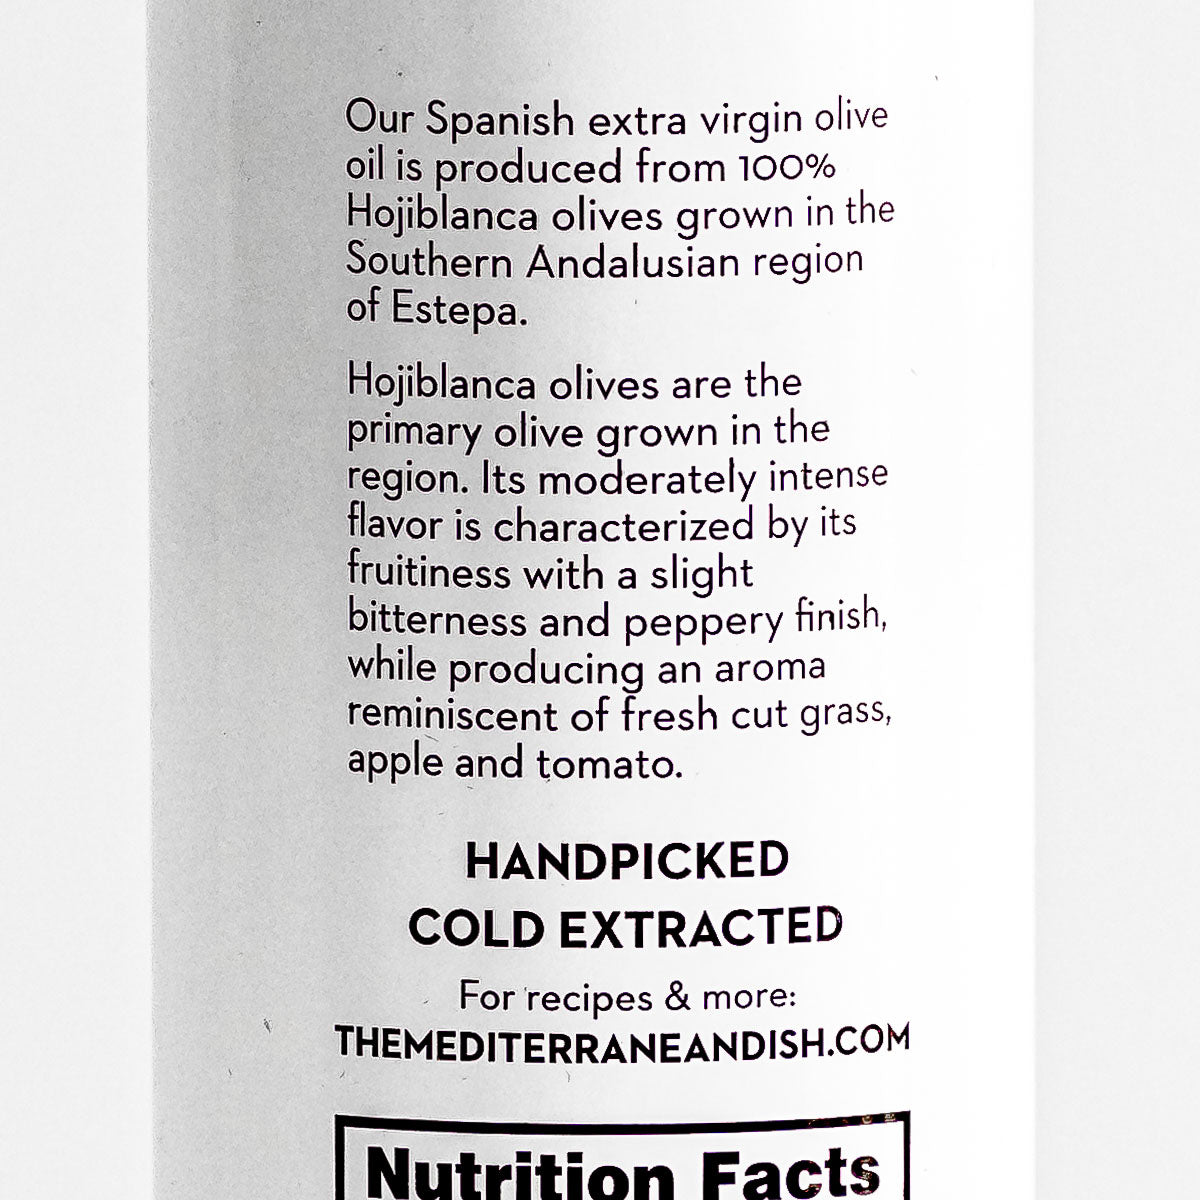 Our Spanish extra virgin olive
oil is produced from 100%
Hojiblanca olives grown in the
Southern Andalusian region
of Estepa.
Hojiblanca olives are the
primary olive grown in the
region. Its moderately intense
flavor is characterized by its
fruitiness with a slight
bitterness and peppery finish,
while producing an aroma
reminiscent of fresh cut grass,
apple and tomato.
HANDPICKED
COLD EXTRACTED
For recipes & more:
THEMEDITERRANEANDISH.COM
Nutrition Facts